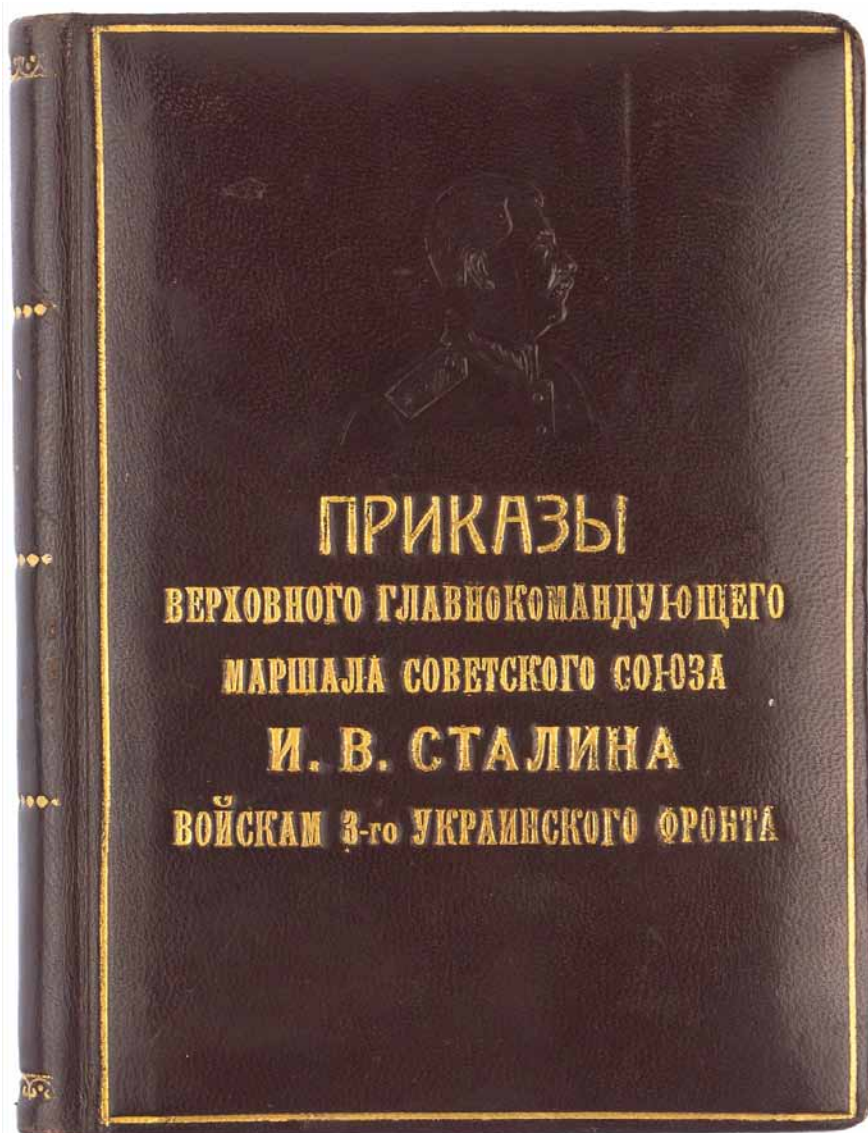 ПРИКАЗЫ
ВЕРХОВНОГО ГЛАВНОКОМАНДУЮЩЕГО
МАРШАЛА СОВЕТСКОГО СОЮЗА
И. В. СТАЛИНА
ВОЙСКАМ 3-го УКРАИНСКОГО ФРОНТА